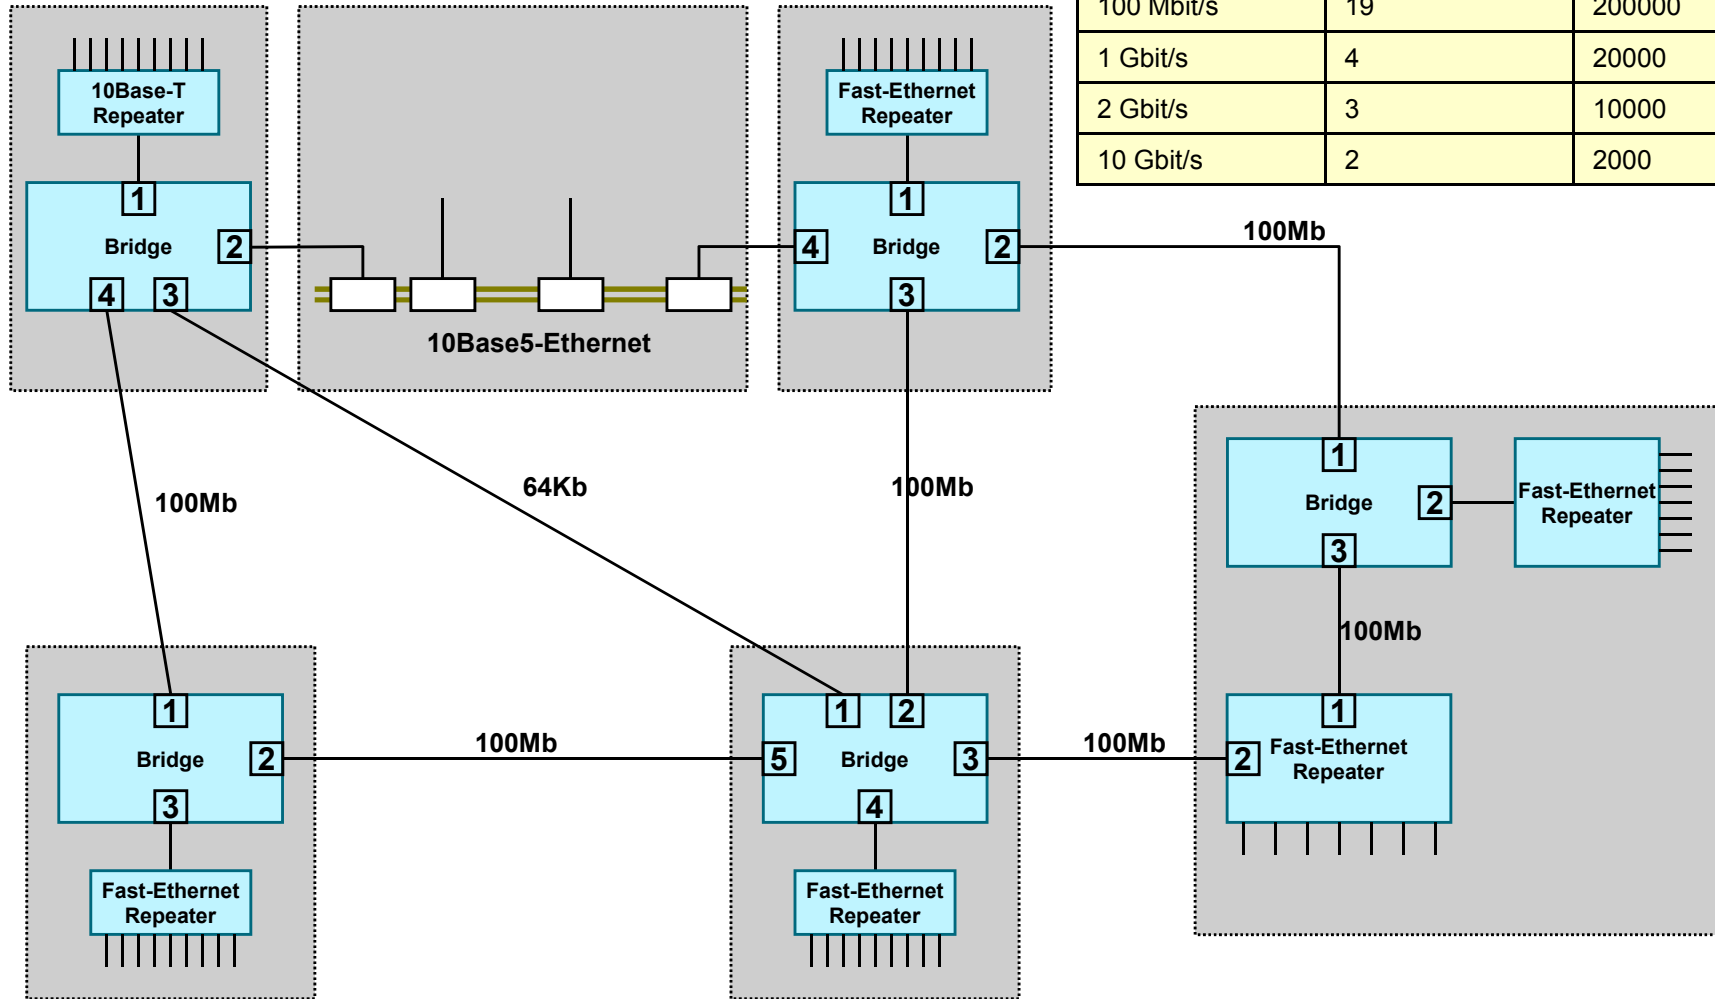 100 Mbit/s 19 200000
1 Gbit/s 4 20000
2 Gbit/s 3 10000
10 Gbit/s 2 2000
10Base-T
Repeater
1
Bridge
2
4 3
10Base5-Ethernet
Fast-Ethernet
Repeater
1
4 Bridge 2
3
100Mb
100Mb
64Kb
100Mb
1
Bridge
2
3
Fast-Ethernet
Repeater
100Mb
1
Bridge
2
3
Fast-Ethernet
Repeater
100Mb
1 2
5 Bridge 3
4
Fast-Ethernet
Repeater
100Mb
1
2 Fast-Ethernet
Repeater